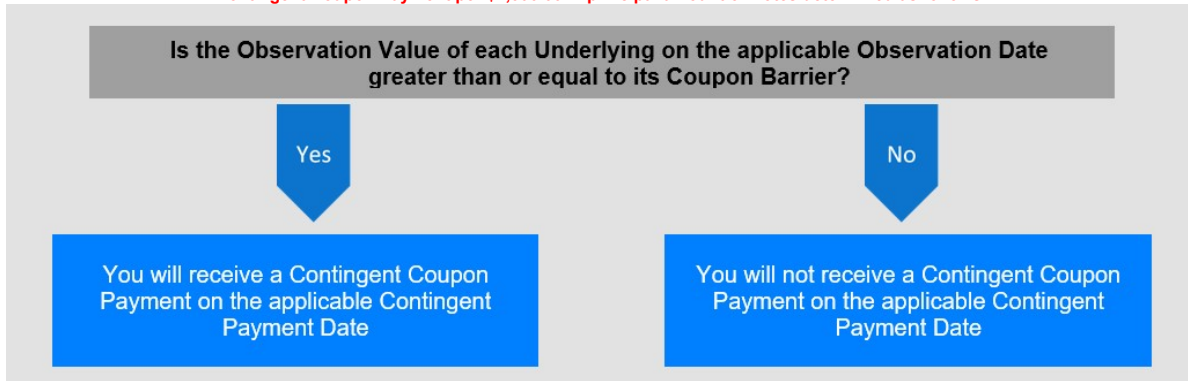 Is the Observation Value of each Underlying on the applicable Observation Date
greater than or equal to its Coupon Barrier?
Yes
No
You will receive a Contingent Coupon
Payment on the applicable Contingent
Payment Date
You will not receive a Contingent Coupon
Payment on the applicable Contingent
Payment Date